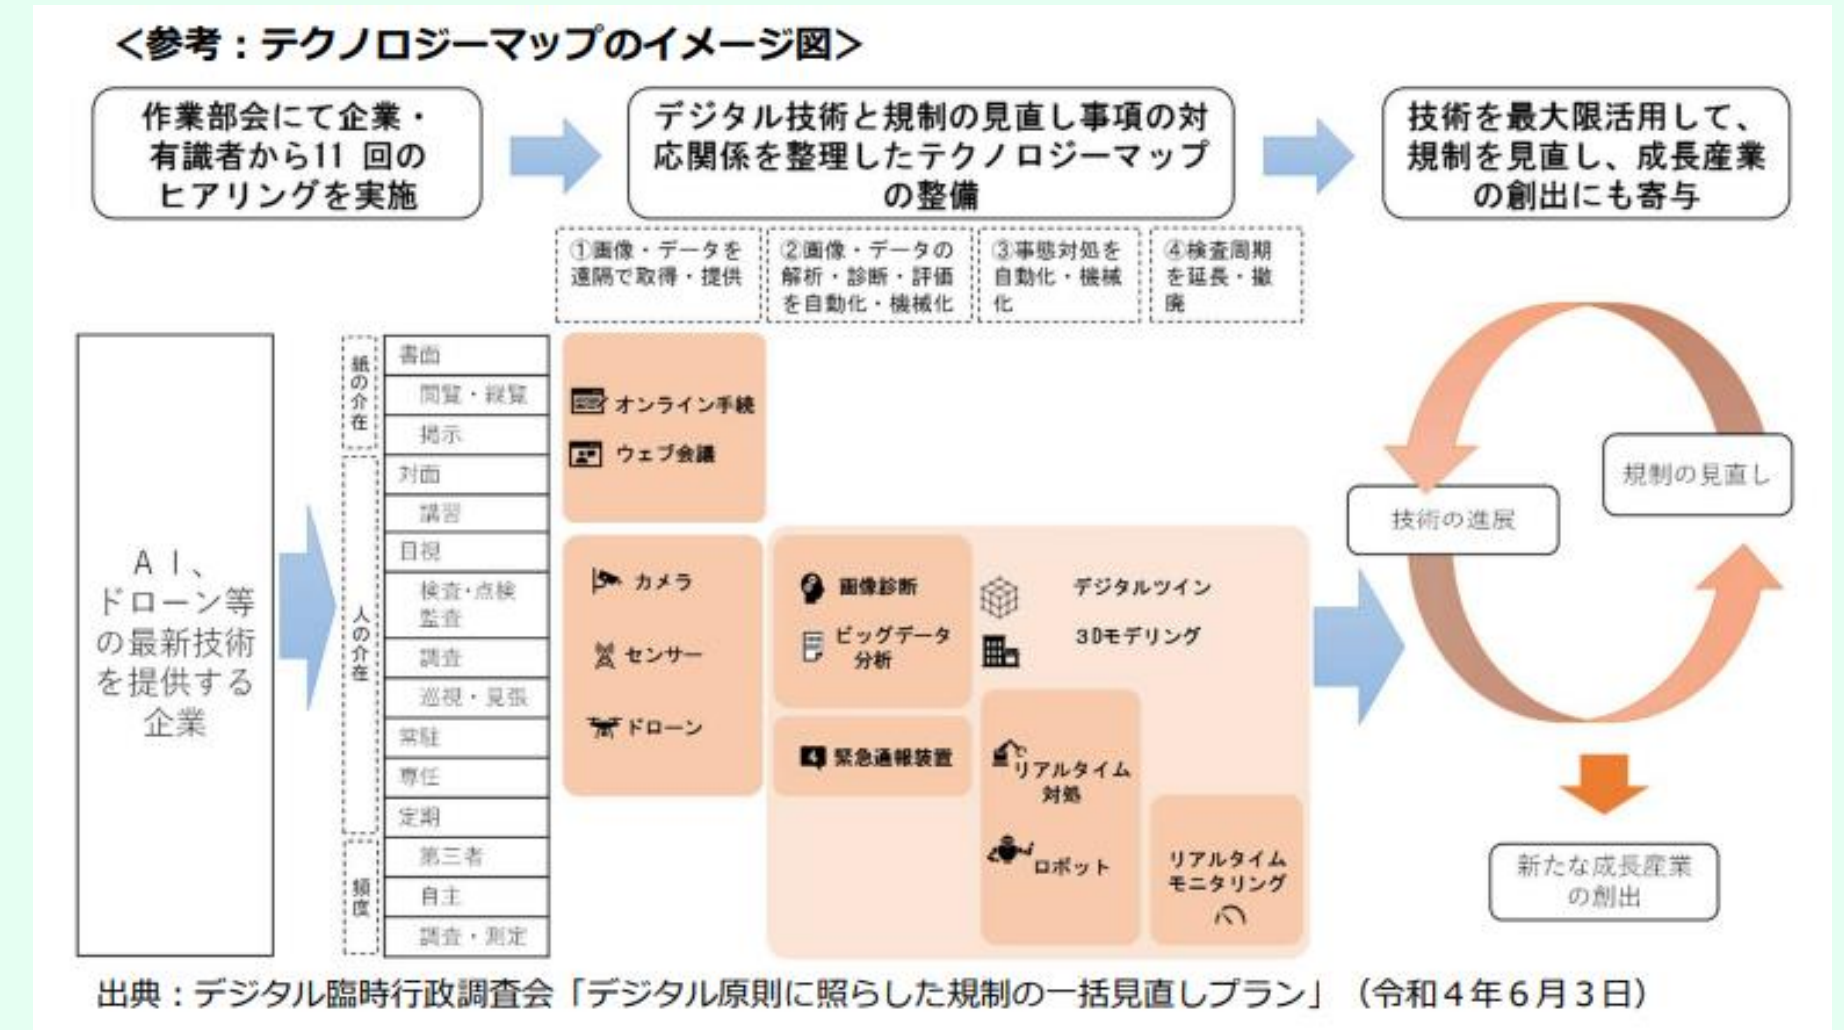 ＜参考：テクノロジーマップのイメージ図＞
作業部会にて企業・
有識者から11 回の
ヒアリングを実施
デジタル技術と規制の見直し事項の対
応関係を整理したテクノロジーマップ
の整備
技術を最大限活用して、
規制を見直し、成長産業
の創出にも寄与
①画像・データを
遠隔で取得・提供
②画像・データの
解析・診断・評価
を自動化・機械化
③事態対処を
自動化・機械
化
④検査周期
を延長・撤
廃
ＡＩ、
ドローン等
の最新技術
を提供する
企業
紙の介在
人の介在
頻度
書面
閲覧・縦覧
掲示
対面
講習
目視
検査・点検
監査
調査
巡視・見張
常駐
専任
定期
第三者
自主
調査・測定
オンライン手続
ウェブ会議
カメラ
センサー
ドローン
画像診断
ビッグデータ
分析
緊急通報装置
デジタルツイン
3Dモデリング
リアルタイム
対処
ロボット
リアルタイム
モニタリング
規制の見直し
技術の進展
新たな成長産業
の創出
出典：デジタル臨時行政調査会「デジタル原則に照らした規制の一括見直しプラン」（令和４年６月３日）